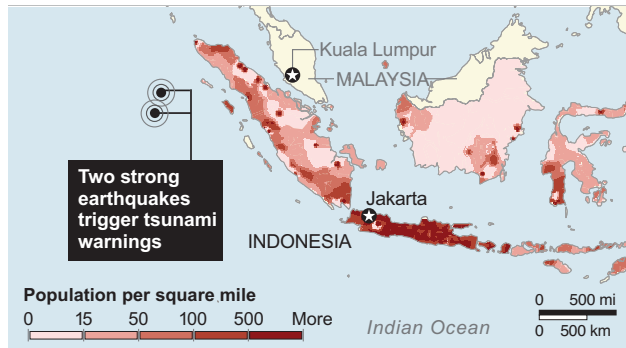 Kuala Lumpur
MALAYSIA
Two strong
earthquakes
trigger tsunami
warnings
Jakarta
INDONESIA
Population per square mile
0 15 50 100 500 More
Indian Ocean
0 500 mi
0 500 km